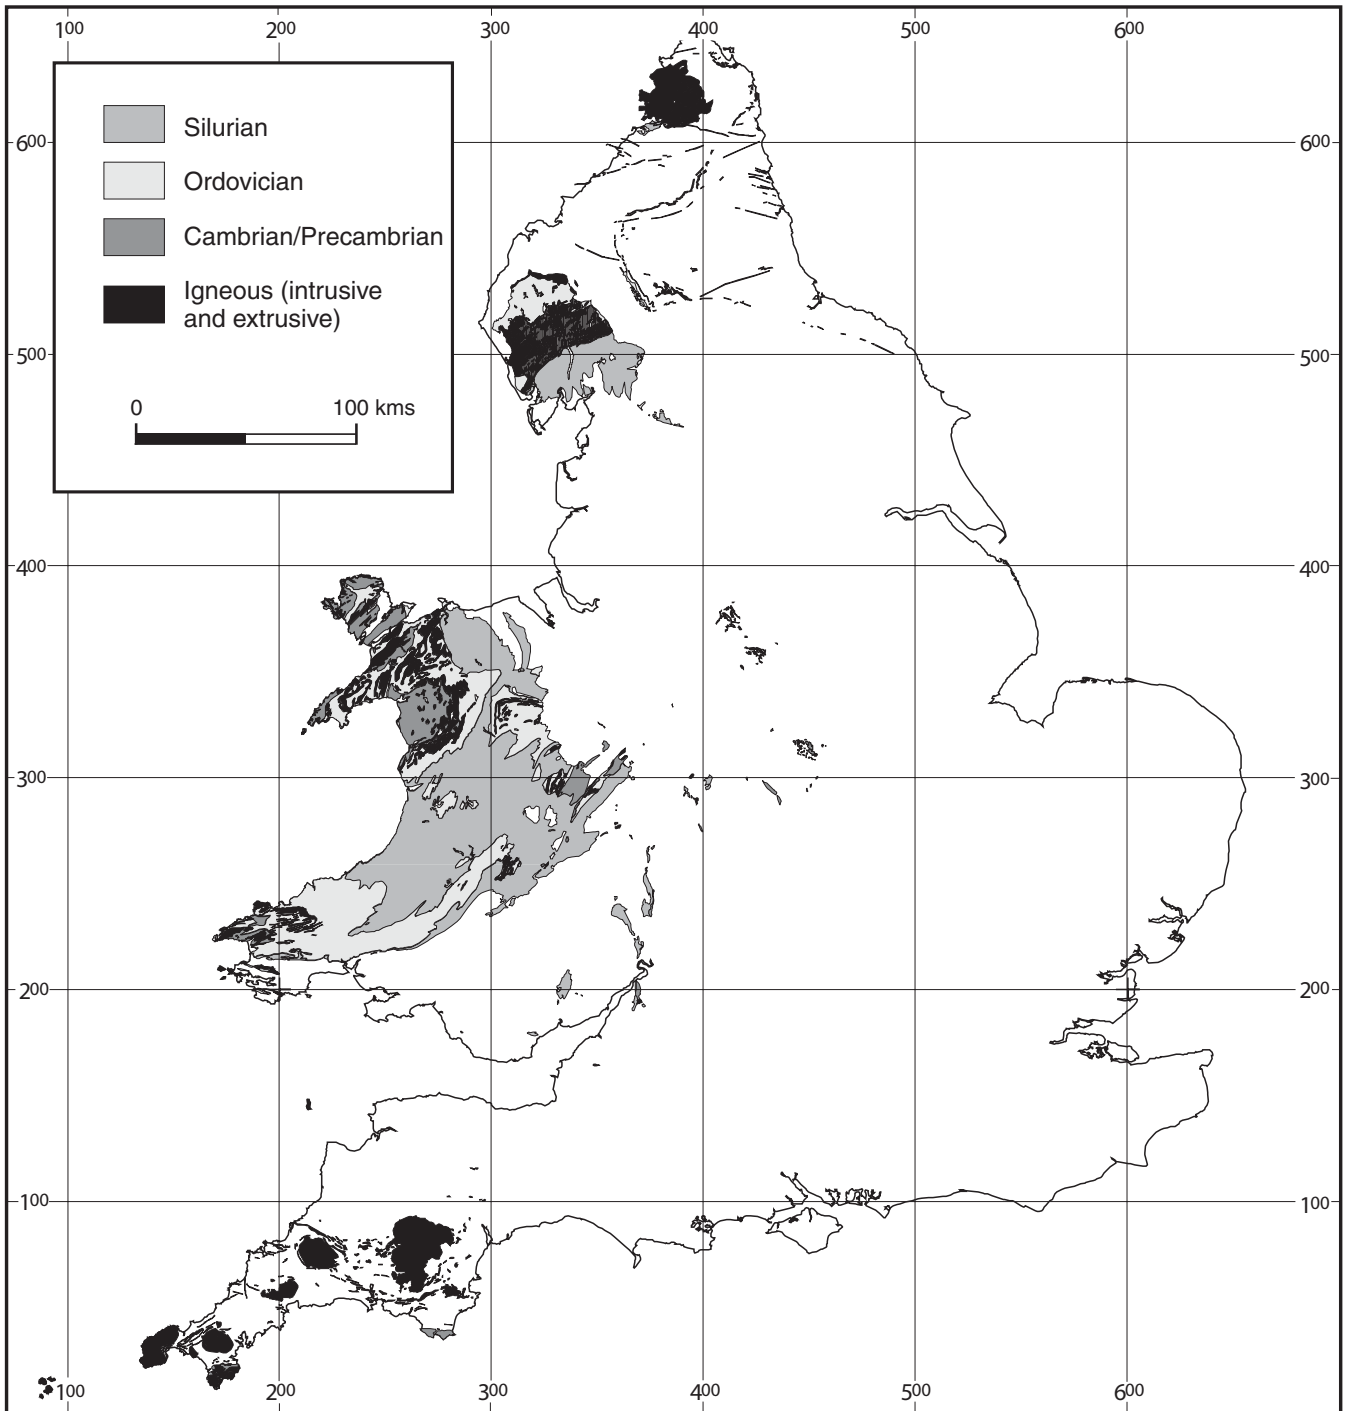 100 200 300 400 500 600
Silurian
600 600
Ordovician
Cambrian/Precambrian
Igneous (intrusive
and extrusive)
500 500
0 100 kms
400 400
300 300
200 200
100 100
100 200 300 400 500 600